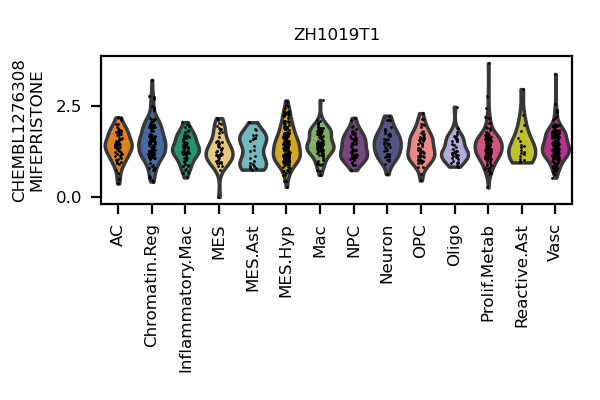 ZH1019T1
CHEMBL1276308
MIFEPRISTONE
2.5
0.0
AC
Chromatin.Reg
Inflammatory.Mac
MES
MES.Ast
MES.Hyp
Mac
NPC
Neuron
OPC
Oligo
Prolif.Metab
Reactive.Ast
Vasc